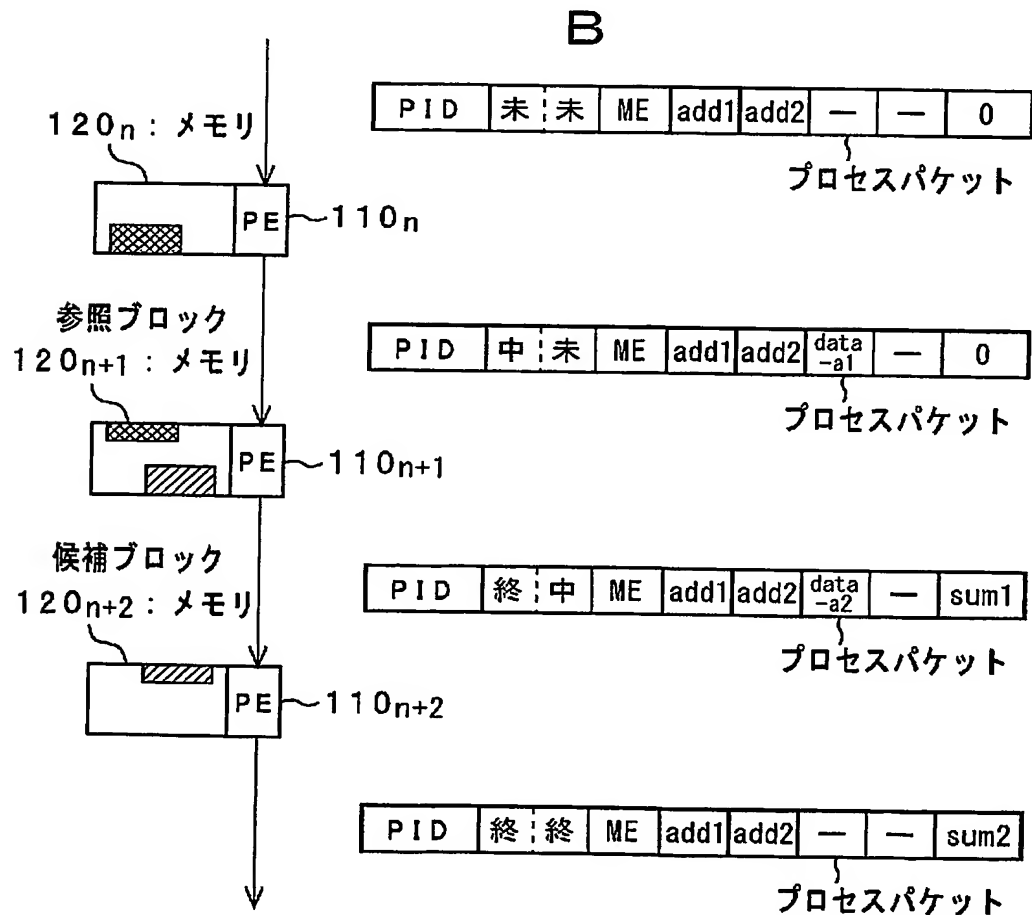 B
PID 未 未 ME add1 add2 — — 0
プロセスパケット
120n : メモリ
PE
110n
参照ブロック
120n+1 : メモリ
PID 中 未 ME add1 add2 data-a1 — 0
プロセスパケット
PE
110n+1
候補ブロック
120n+2 : メモリ
PID 終 中 ME add1 add2 data-a2 — sum1
プロセスパケット
PE
110n+2
PID 終 終 ME add1 add2 — — sum2
プロセスパケット